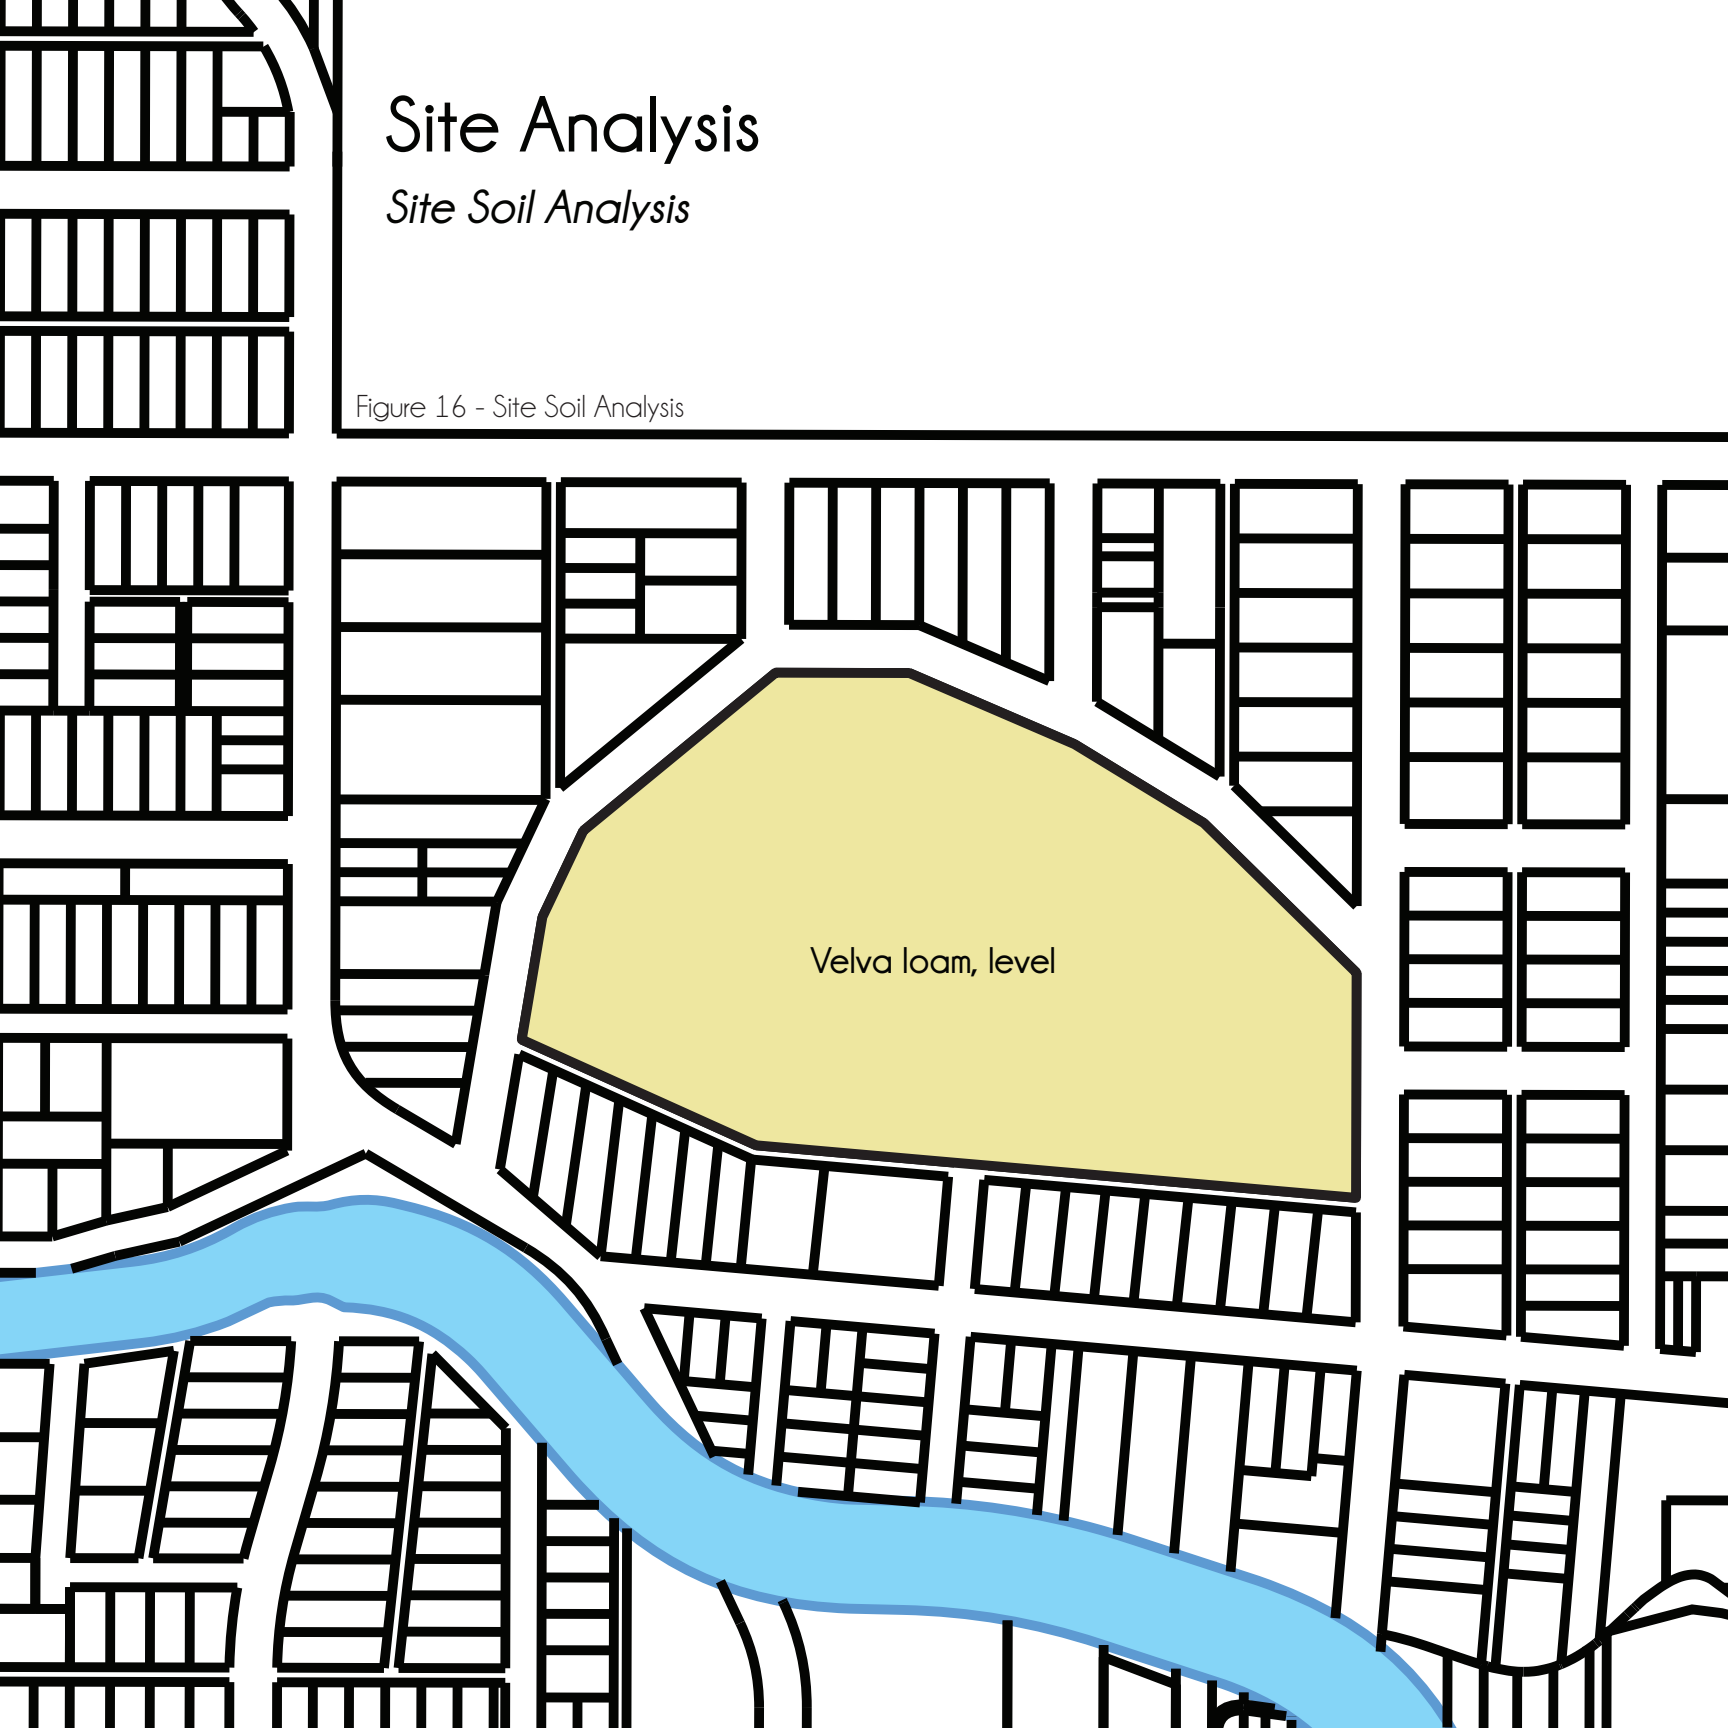 Site Analysis
Site Soil Analysis
Figure 16 - Site Soil Analysis
Velva loam, level